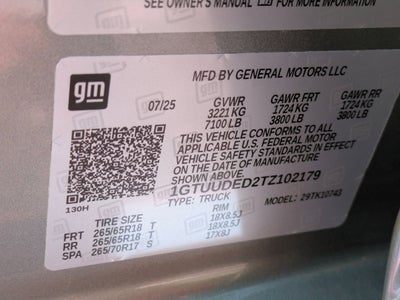 SEE OWNER'S MANUAL
FOR MORE INFORMATION
gm
MFD BY GENERAL MOTORS LLC
07/25 GVWR GAWR FRT GAWR RR
3221 KG 1724 KG 1724 KG
7100 LB 3800 LB 3800 LB
THIS VEHICLE CONFORMS TO ALL
APPLICABLE U.S. FEDERAL MOTOR
VEHICLE SAFETY STANDARDS IN EFFECT
ON THE DATE OF MANUFACTURE
SHOWN ABOVE.
1GTUUDED2TZ102179
TYPE: TRUCK MODEL: 29TK10743
130H
TIRE SIZE RIM
FRT 265/65R18 T 18X8.5J
RR 265/65R18 T 18X8.5J
SPA 265/70R17 S 17X8J